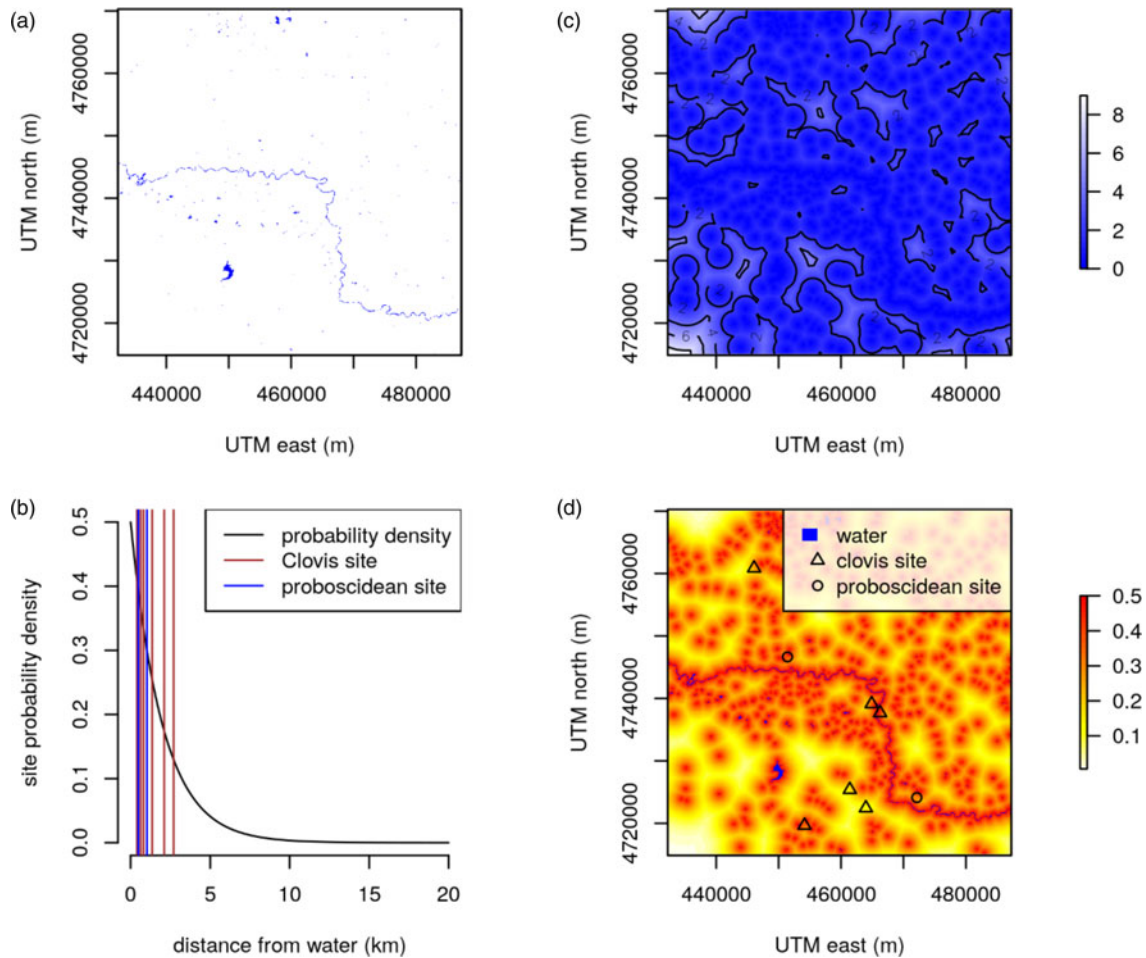 (a)
UTM north (m)
4760000
4740000
4720000
440000 460000 480000
UTM east (m)
(c)
UTM north (m)
4760000
4740000
4720000
440000 460000 480000
UTM east (m)
8
6
4
2
0
(b)
site probability density
0.5
0.4
0.3
0.2
0.1
0.0
0 5 10 15 20
distance from water (km)
probability density
Clovis site
proboscidean site
(d)
UTM north (m)
4760000
4740000
4720000
440000 460000 480000
UTM east (m)
water
clovis site
proboscidean site
0.5
0.4
0.3
0.2
0.1